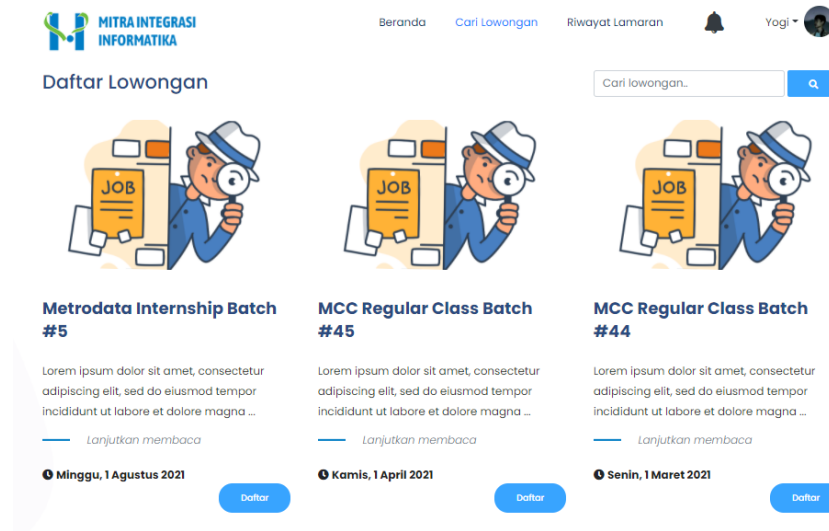 MITRA INTEGRASI
INFORMATIKA
Beranda
Cari Lowongan
Riwayat Lamaran
Yogi
Daftar Lowongan
Cari lowongan..
JOB
JOB
JOB
Metrodata Internship Batch
#5
Lorem ipsum dolor sit amet, consectetur
adipiscing elit, sed do eiusmod tempor
incididunt ut labore et dolore magna ...
Lanjutkan membaca
Minggu, 1 Agustus 2021
Daftar
MCC Regular Class Batch
#45
Lorem ipsum dolor sit amet, consectetur
adipiscing elit, sed do eiusmod tempor
incididunt ut labore et dolore magna ...
Lanjutkan membaca
Kamis, 1 April 2021
Daftar
MCC Regular Class Batch
#44
Lorem ipsum dolor sit amet, consectetur
adipiscing elit, sed do eiusmod tempor
incididunt ut labore et dolore magna ...
Lanjutkan membaca
Senin, 1 Maret 2021
Daftar